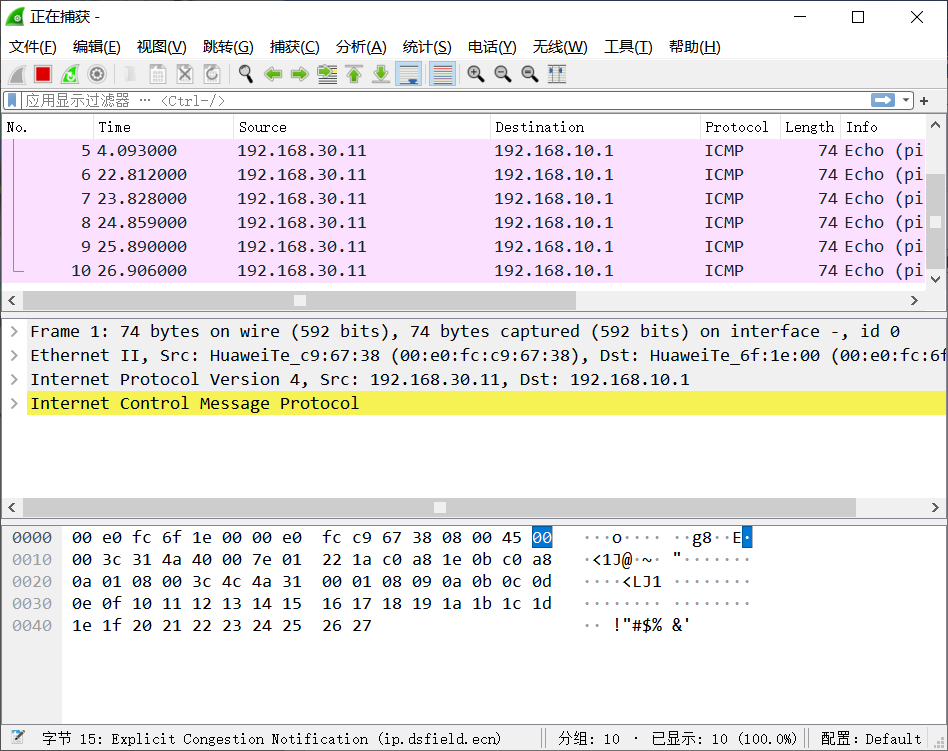 正在捕获 -
文件(F) 编辑(E) 视图(V) 跳转(G) 捕获(C) 分析(A) 统计(S) 电话(Y) 无线(W) 工具(T) 帮助(H)
应用显示过滤器 … <Ctrl-/>
No. Time Source Destination Protocol Length Info
5 4.093000 192.168.30.11 192.168.10.1 ICMP 74 Echo (pi
6 22.812000 192.168.30.11 192.168.10.1 ICMP 74 Echo (pi
7 23.828000 192.168.30.11 192.168.10.1 ICMP 74 Echo (pi
8 24.859000 192.168.30.11 192.168.10.1 ICMP 74 Echo (pi
9 25.890000 192.168.30.11 192.168.10.1 ICMP 74 Echo (pi
10 26.906000 192.168.30.11 192.168.10.1 ICMP 74 Echo (pi
Frame 1: 74 bytes on wire (592 bits), 74 bytes captured (592 bits) on interface -, id 0
Ethernet II, Src: HuaweiTe_c9:67:38 (00:e0:fc:c9:67:38), Dst: HuaweiTe_6f:1e:00 (00:e0:fc:6f
Internet Protocol Version 4, Src: 192.168.30.11, Dst: 192.168.10.1
Internet Control Message Protocol
0000 00 e0 fc 6f 1e 00 00 e0 fc c9 67 38 08 00 45 00 ···o···· ··g8··E·
0010 00 3c 31 4a 40 00 7e 01 22 1a c0 a8 1e 0b c0 a8 ·<1J@·~· "·······
0020 0a 01 08 00 3c 4c 4a 31 00 01 08 09 0a 0b 0c 0d ····<LJ1 ········
0030 0e 0f 10 11 12 13 14 15 16 17 18 19 1a 1b 1c 1d ········ ········
0040 1e 1f 20 21 22 23 24 25 26 27 ·· !"#$% &'
字节 15: Explicit Congestion Notification (ip.dsfield.ecn) 分组: 10 · 已显示: 10 (100.0%) 配置: Default